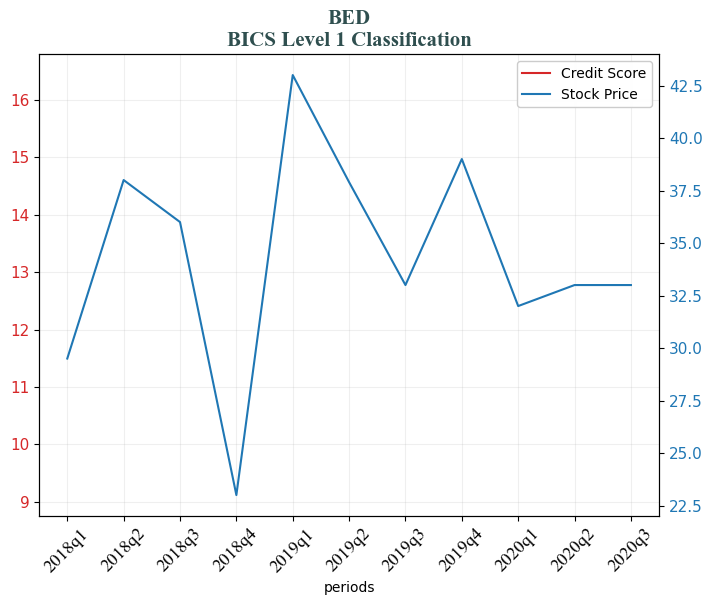 BED
BICS Level 1 Classification
Credit Score
Stock Price
16
15
14
13
12
11
10
9
42.5
40.0
37.5
35.0
32.5
30.0
27.5
25.0
22.5
2018q1
2018q2
2018q3
2018q4
2019q1
2019q2
2019q3
2019q4
2020q1
2020q2
2020q3
periods